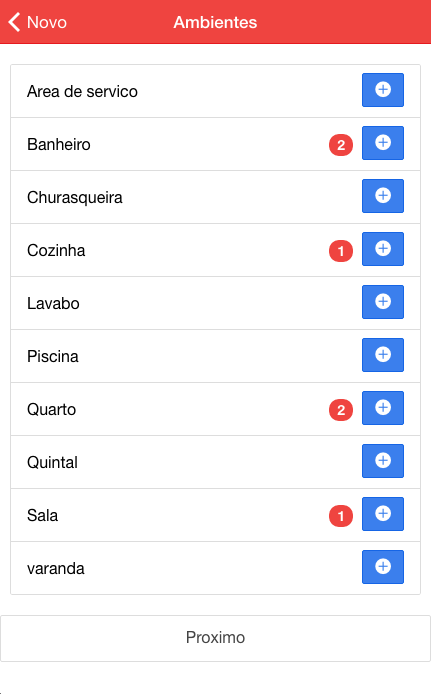 Novo
Ambientes
Area de servico
Banheiro 2
Churasqueira
Cozinha 1
Lavabo
Piscina
Quarto 2
Quintal
Sala 1
varanda
Proximo